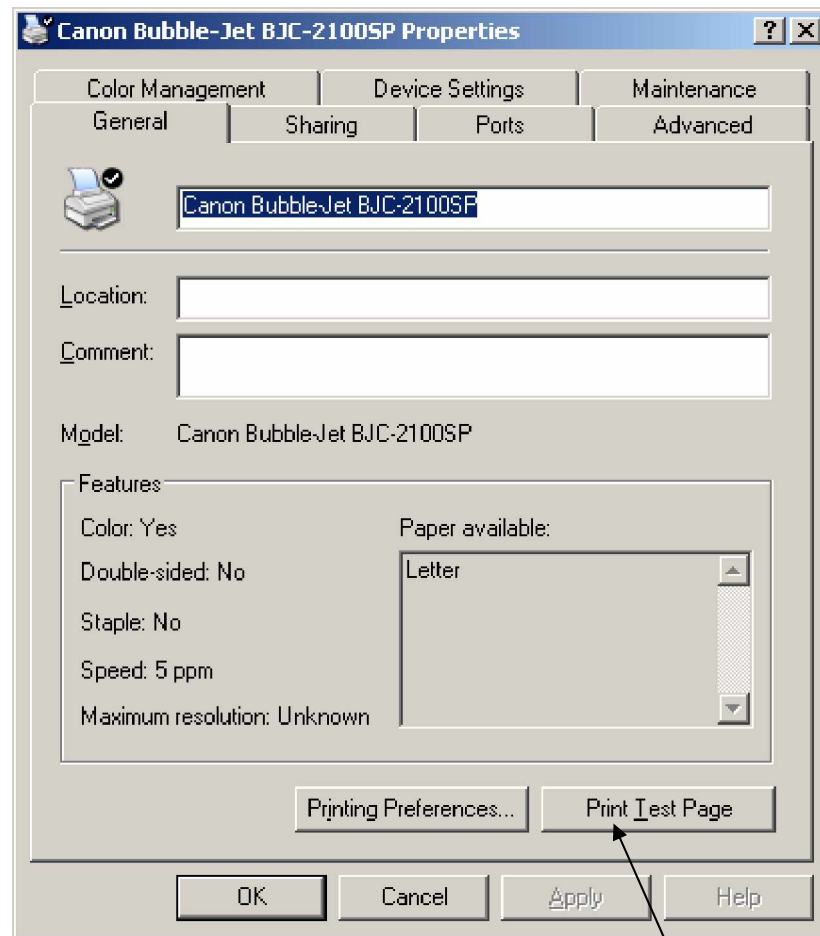 Canon Bubble-Jet BJC-2100SP Properties
Color Management Device Settings Maintenance
General Sharing Ports Advanced
Canon Bubble-Jet BJC-2100SP
Location:
Comment:
Model: Canon Bubble-Jet BJC-2100SP
Features
Color: Yes Paper available:
Double-sided: No Letter
Staple: No
Speed: 5 ppm
Maximum resolution: Unknown
Printing Preferences... Print Test Page
OK Cancel Apply Help